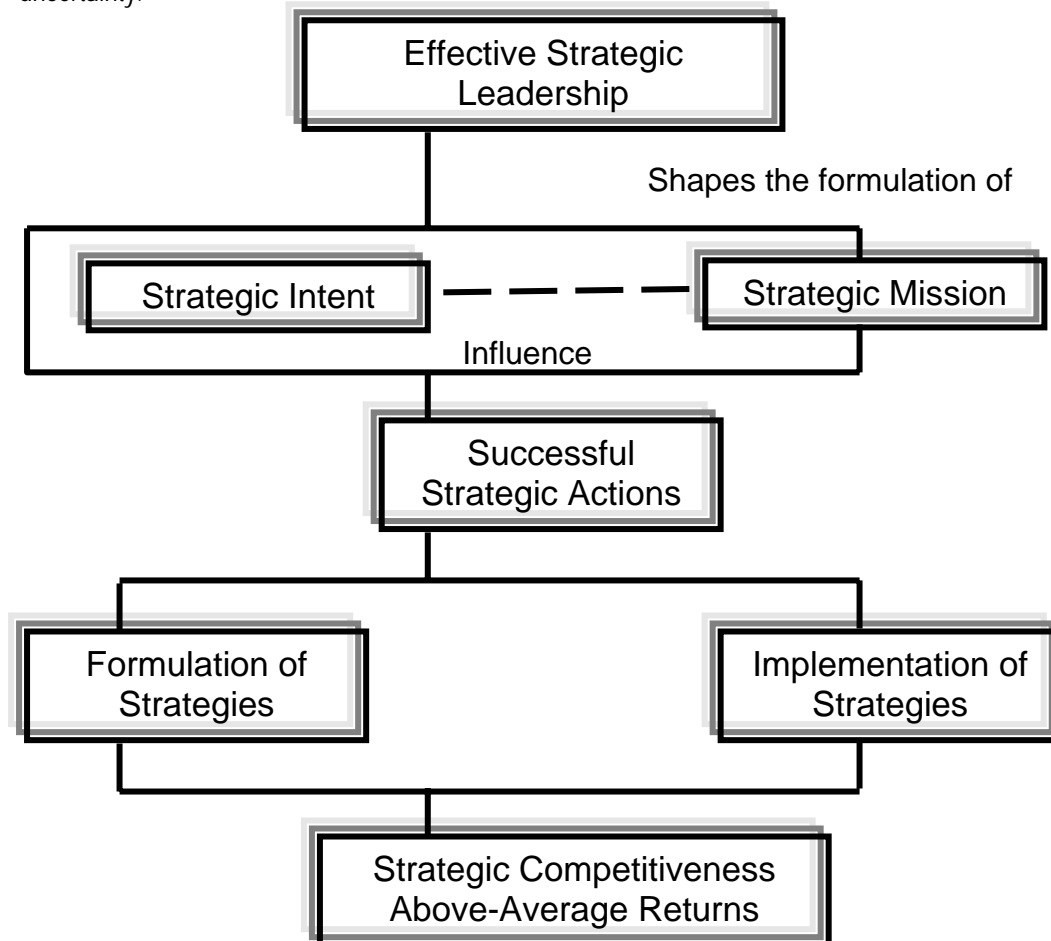 uncertainty.
Effective Strategic
Leadership
Shapes the formulation of
Strategic Intent
Strategic Mission
Influence
Successful
Strategic Actions
Formulation of
Strategies
Implementation of
Strategies
Strategic Competitiveness
Above-Average Returns